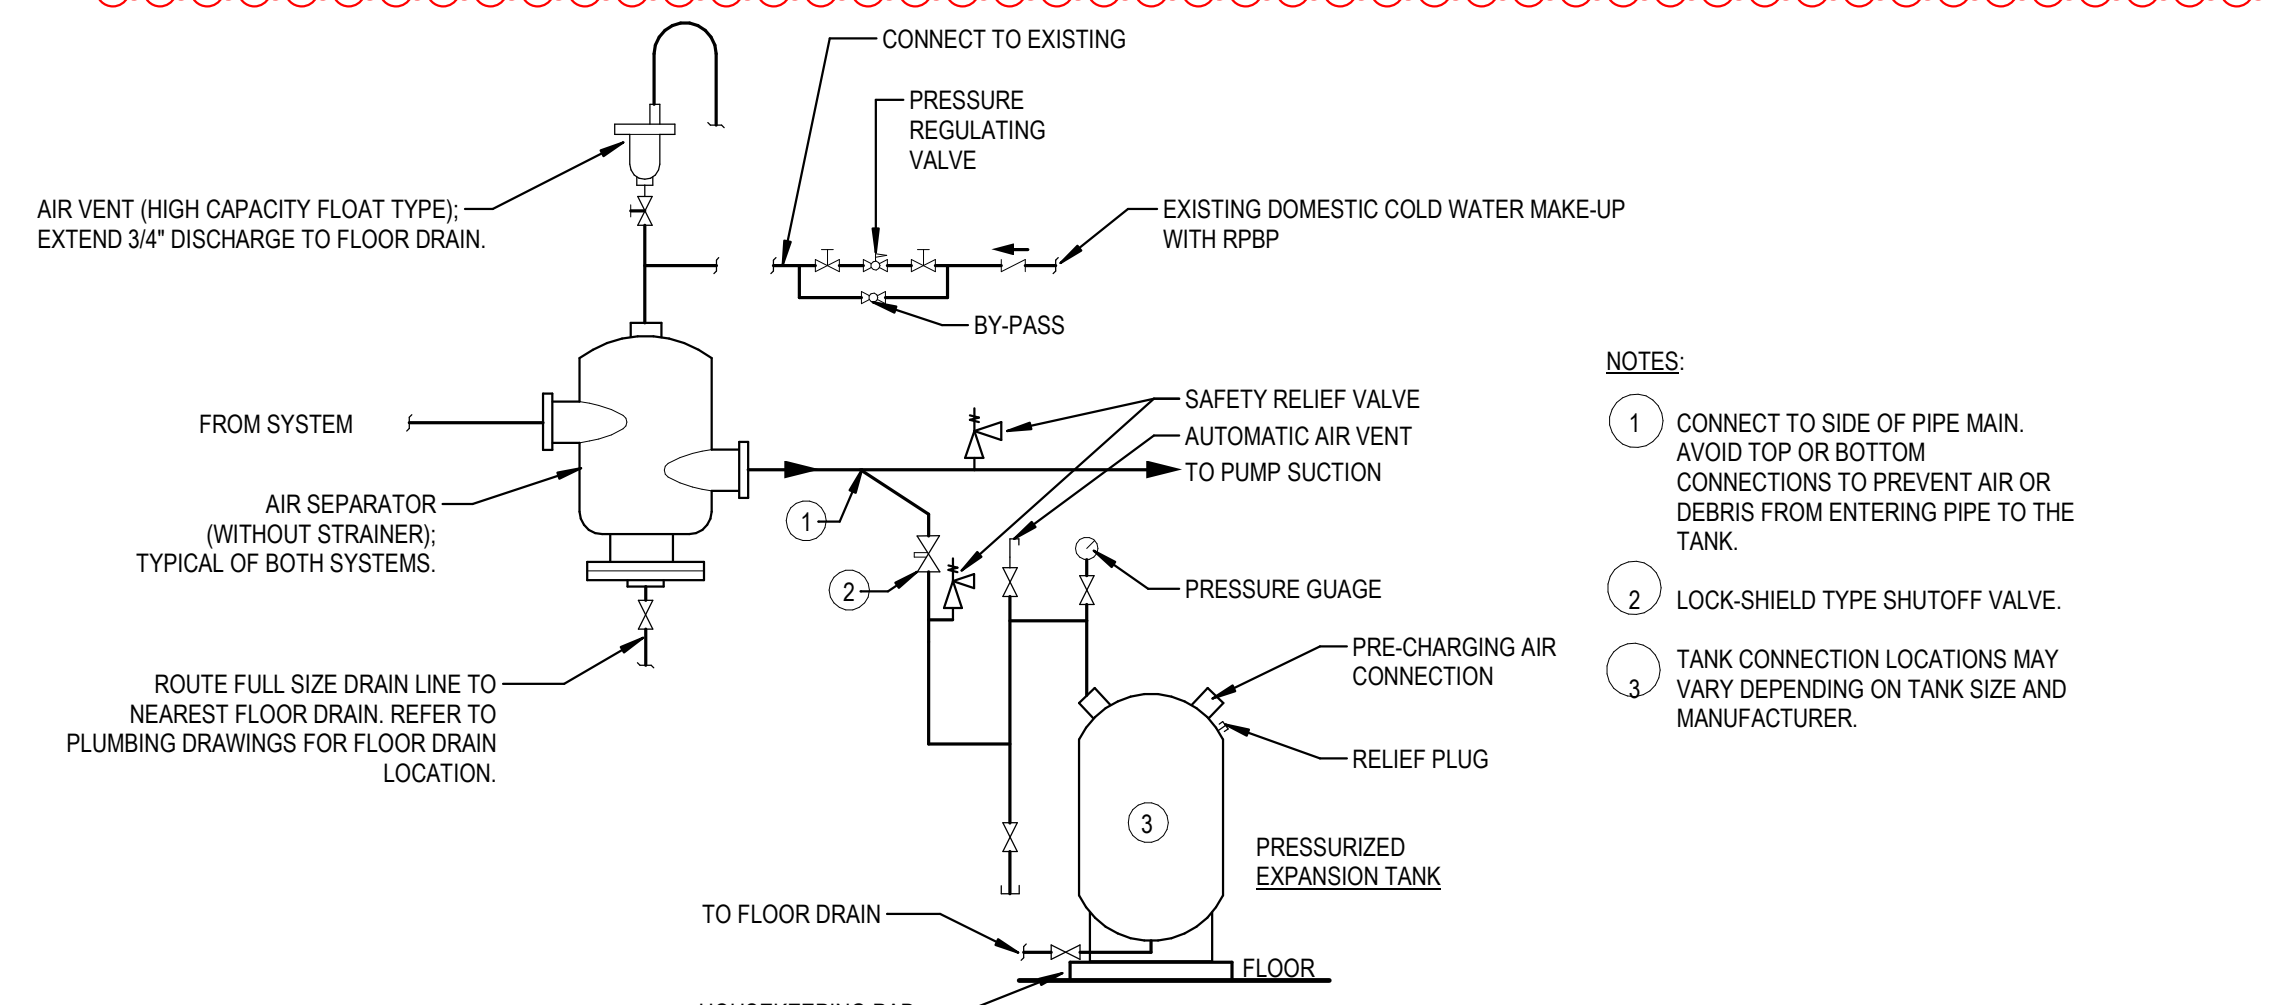 CONNECT TO EXISTING
PRESSURE
REGULATING
VALVE
AIR VENT (HIGH CAPACITY FLOAT TYPE);
EXTEND 3/4" DISCHARGE TO FLOOR DRAIN.
EXISTING DOMESTIC COLD WATER MAKE-UP
WITH RPBP
BY-PASS
FROM SYSTEM
SAFETY RELIEF VALVE
AUTOMATIC AIR VENT
TO PUMP SUCTION
AIR SEPARATOR
(WITHOUT STRAINER);
TYPICAL OF BOTH SYSTEMS.
1
2
PRESSURE GUAGE
ROUTE FULL SIZE DRAIN LINE TO
NEAREST FLOOR DRAIN. REFER TO
PLUMBING DRAWINGS FOR FLOOR DRAIN
LOCATION.
PRE-CHARGING AIR
CONNECTION
RELIEF PLUG
3
PRESSURIZED
EXPANSION TANK
TO FLOOR DRAIN
FLOOR
HOUSEKEEPING PAD
NOTES:
1 CONNECT TO SIDE OF PIPE MAIN.
AVOID TOP OR BOTTOM
CONNECTIONS TO PREVENT AIR OR
DEBRIS FROM ENTERING PIPE TO THE
TANK.
2 LOCK-SHIELD TYPE SHUTOFF VALVE.
3 TANK CONNECTION LOCATIONS MAY
VARY DEPENDING ON TANK SIZE AND
MANUFACTURER.